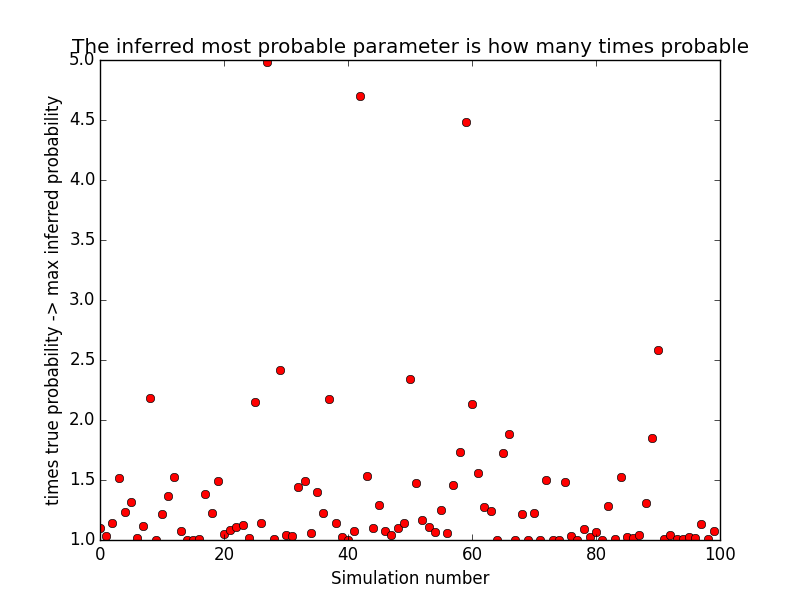 The inferred most probable parameter is how many times probable
times true probability -> max inferred probability
5.0
4.5
4.0
3.5
3.0
2.5
2.0
1.5
1.0
0 20 40 60 80 100
Simulation number